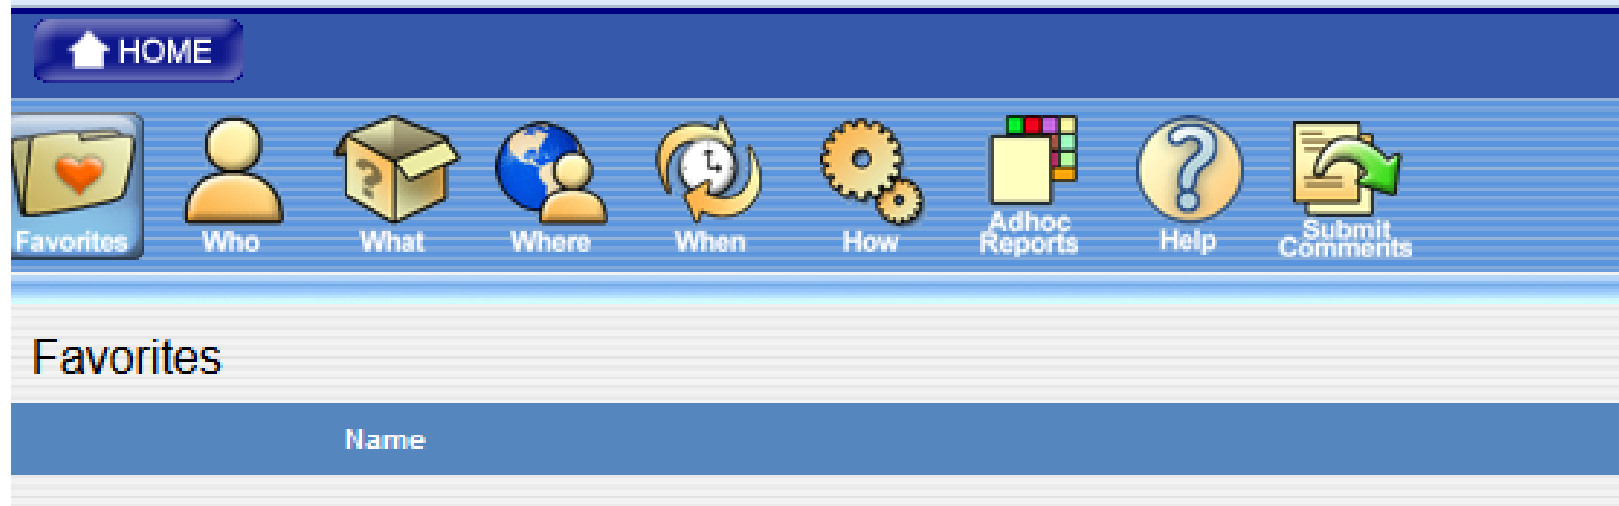 HOME
Favorites
Who
What
Where
When
How
Adhoc
Reports
Help
Submit
Comments
Favorites
Name